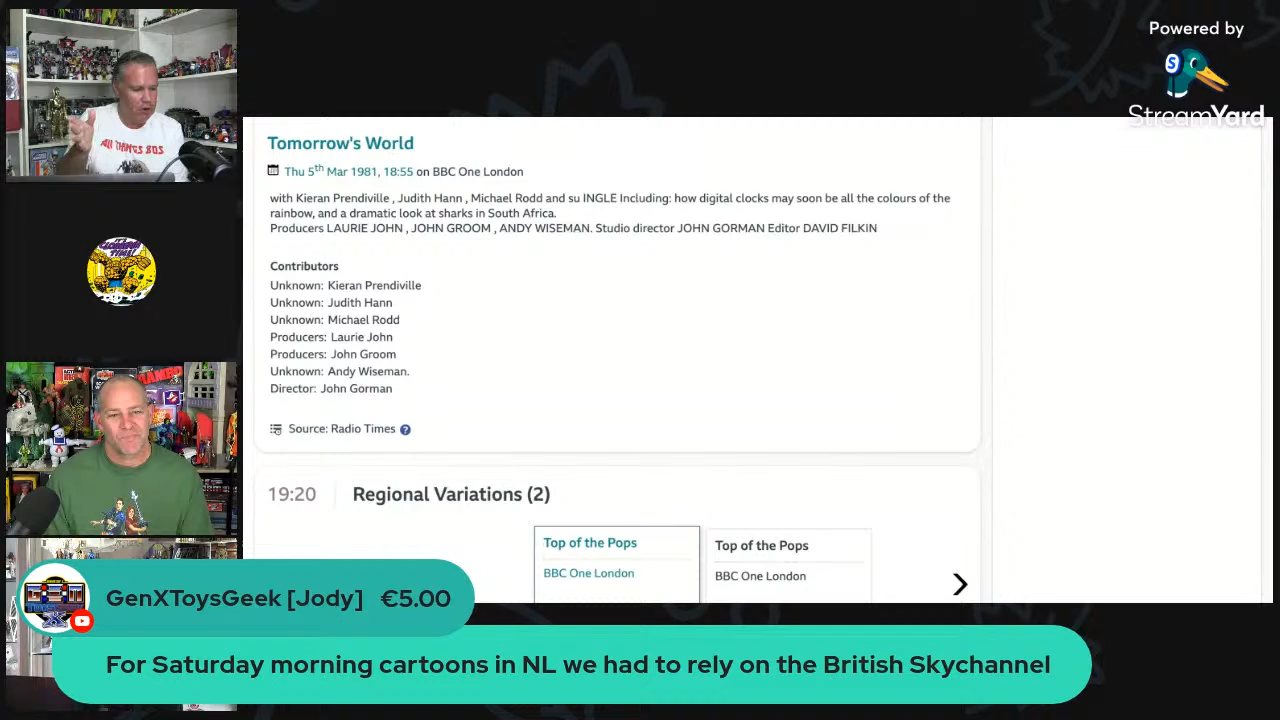 Powered by
StreamYard
ALL THINGS 80S
Tomorrow's World
Thu 5th Mar 1981, 18:55 on BBC One London
with Kieran Prendiville , Judith Hann , Michael Rodd and su INGLE Including: how digital clocks may soon be all the colours of the
rainbow, and a dramatic look at sharks in South Africa.
Producers LAURIE JOHN , JOHN GROOM , ANDY WISEMAN. Studio director JOHN GORMAN Editor DAVID FILKIN
Contributors
Unknown: Kieran Prendiville
Unknown: Judith Hann
Unknown: Michael Rodd
Producers: Laurie John
Producers: John Groom
Unknown: Andy Wiseman.
Director: John Gorman
Source: Radio Times ?
19:20 Regional Variations (2)
Top of the Pops
BBC One London
Top of the Pops
BBC One London
RAMBO
GenXToysGeek [Jody] €5.00
For Saturday morning cartoons in NL we had to rely on the British Skychannel